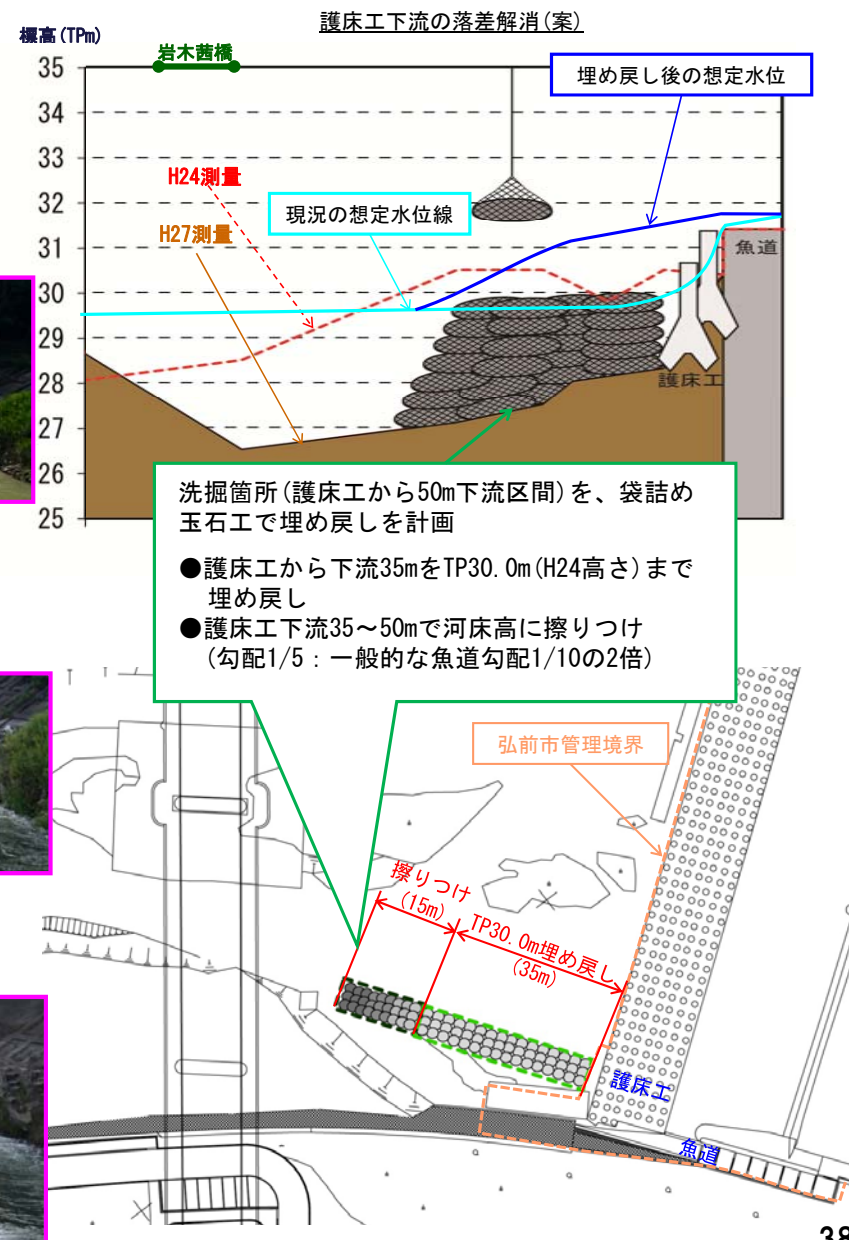 護床工下流の落差解消(案)
標高(TPm)
岩木茜橋
35
34
33
32
31
30
29
28
27
26
25
埋め戻し後の想定水位
H24測量
現況の想定水位線
H27測量
魚道
護床工
洗掘箇所(護床工から50m下流区間)を、袋詰め
玉石工で埋め戻しを計画
●護床工から下流35mをTP30.0m(H24高さ)まで
埋め戻し
●護床工下流35～50mで河床高に擦りつけ
(勾配1/5：一般的な魚道勾配1/10の2倍)
弘前市管理境界
擦りつけ
(15m)
TP30.0m埋め戻し
(35m)
護床工
魚道
38